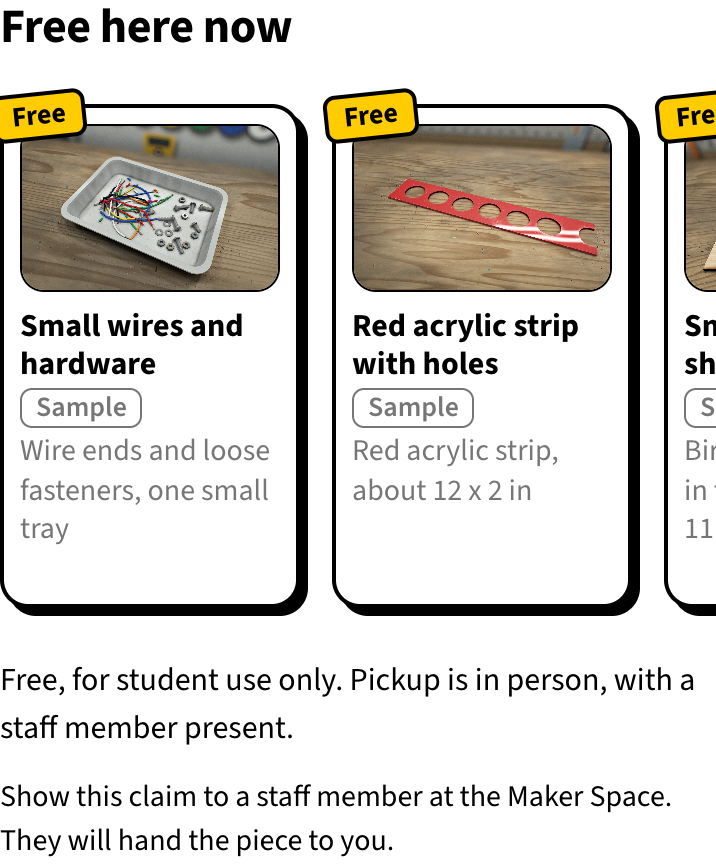 Free here now
Free
Free
Small wires and
hardware
Sample
Wire ends and loose
fasteners, one small
tray
Red acrylic strip
with holes
Sample
Red acrylic strip,
about 12 x 2 in
11
Free, for student use only. Pickup is in person, with a
staff member present.
Show this claim to a staff member at the Maker Space.
They will hand the piece to you.